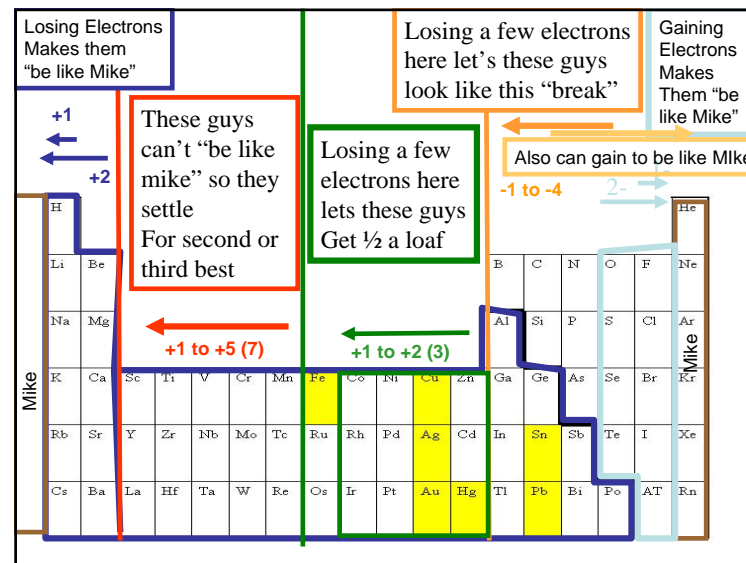 Losing Electrons
Makes them
“be like Mike”
Losing a few electrons
here let’s these guys
look like this “break”
Gaining
Electrons
Makes
Them “be
like Mike”
+1
+2
These guys
can’t “be like
mike” so they
settle
For second or
third best
Losing a few
electrons here
lets these guys
Get ½ a loaf
Also can gain to be like MIke
-1 to -4
2-
+1 to +5 (7)
+1 to +2 (3)
Mike
Mike
H He
Li Be B C N O F Ne
Na Mg Al Si P S Cl Ar
K Ca Sc Ti V Cr Mn Fe Co Ni Cu Zn Ga Ge As Se Br Kr
Rb Sr Y Zr Nb Mo Tc Ru Rh Pd Ag Cd In Sn Sb Te I Xe
Cs Ba La Hf Ta W Re Os Ir Pt Au Hg Tl Pb Bi Po AT Rn